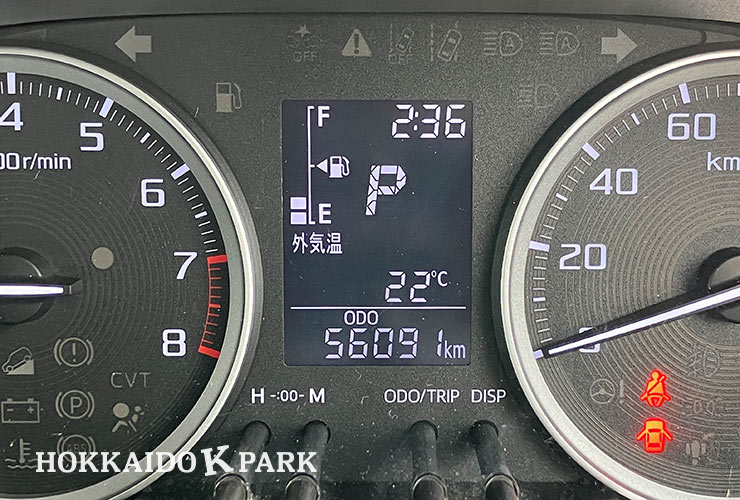 OFF
OFF
A
A
4
5
6
7
8
00r/min
F
2:36
P
E
外気温
22°C
ODO
56091km
60
km
40
20
0
CVT
H -:00- M
ODO/TRIP DISP
HOKKAIDO K PARK